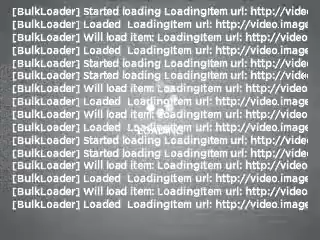 [BulkLoader] Started loading LoadingItem url: http://vide
[BulkLoader] Loaded LoadingItem url: http://video.image
[BulkLoader] Will load item: LoadingItem url: http://video
[BulkLoader] Loaded LoadingItem url: http://video.image
[BulkLoader] Started loading LoadingItem url: http://vide
[BulkLoader] Started loading LoadingItem url: http://vide
[BulkLoader] Will load item: LoadingItem url: http://video
[BulkLoader] Loaded LoadingItem url: http://video.image
[BulkLoader] Will load item: LoadingItem url: http://video
[BulkLoader] Loaded LoadingItem url: http://video.image
[BulkLoader] Started loading LoadingItem url: http://vide
[BulkLoader] Started loading LoadingItem url: http://vide
[BulkLoader] Will load item: LoadingItem url: http://video
[BulkLoader] Loaded LoadingItem url: http://video.image
[BulkLoader] Will load item: LoadingItem url: http://video
[BulkLoader] Loaded LoadingItem url: http://video.image